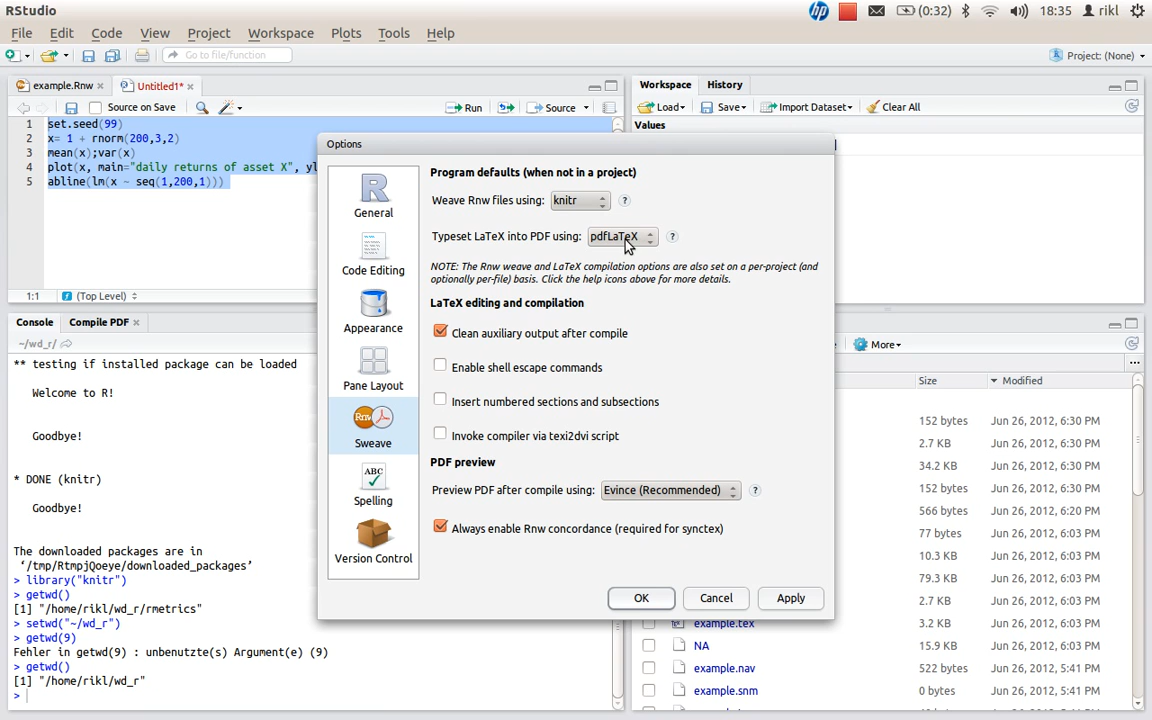 RStudio
(0:32)
18:35
rikl
File Edit Code View Project Workspace Plots Tools Help
Go to file/function
Project: (None)
example.Rnw
Untitled1*
Source on Save
Run
Source
1 set.seed(99)
2 x= 1 + rnorm(200,3,2)
3 mean(x);var(x)
4 plot(x, main="daily returns of asset X", yl
5 abline(lm(x ~ seq(1,200,1)))
1:1 (Top Level)
Workspace History
Load Save Import Dataset Clear All
Values
Options
General
Code Editing
Appearance
Pane Layout
Sweave
ABC
Spelling
Version Control
Program defaults (when not in a project)
Weave Rnw files using: knitr ?
Typeset LaTeX into PDF using: pdfLaTeX ?
NOTE: The Rnw weave and LaTeX compilation options are also set on a per-project (and
optionally per-file) basis. Click the help icons above for more details.
LaTeX editing and compilation
Clean auxiliary output after compile
Enable shell escape commands
Insert numbered sections and subsections
Invoke compiler via texi2dvi script
PDF preview
Preview PDF after compile using: Evince (Recommended) ?
Always enable Rnw concordance (required for synctex)
OK Cancel Apply
Console Compile PDF
~/wd_r/
** testing if installed package can be loaded
Welcome to R!
Goodbye!
* DONE (knitr)
Goodbye!
The downloaded packages are in
‘/tmp/RtmpjQoeye/downloaded_packages’
> library("knitr")
> getwd()
[1] "/home/rikl/wd_r/rmetrics"
> setwd("~/wd_r")
> getwd(9)
Fehler in getwd(9) : unbenutzte(s) Argument(e) (9)
> getwd()
[1] "/home/rikl/wd_r"
>
More
Size Modified
152 bytes Jun 26, 2012, 6:30 PM
2.7 KB Jun 26, 2012, 6:30 PM
34.2 KB Jun 26, 2012, 6:30 PM
152 bytes Jun 26, 2012, 6:30 PM
566 bytes Jun 26, 2012, 6:20 PM
77 bytes Jun 26, 2012, 6:03 PM
10.3 KB Jun 26, 2012, 6:03 PM
79.3 KB Jun 26, 2012, 6:03 PM
2.7 KB Jun 26, 2012, 6:03 PM
example.tex 3.2 KB Jun 26, 2012, 6:03 PM
NA 15.9 KB Jun 26, 2012, 6:03 PM
example.nav 522 bytes Jun 26, 2012, 5:41 PM
example.snm 0 bytes Jun 26, 2012, 5:41 PM